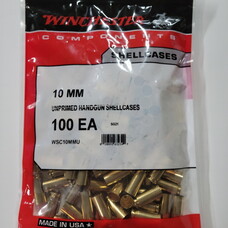 WINCHESTER
COMPONENTS
SHELLCASES
10 MM
UNPRIMED HANDGUN SHELLCASES
100 EA
WSC10MMU
MADE IN USA